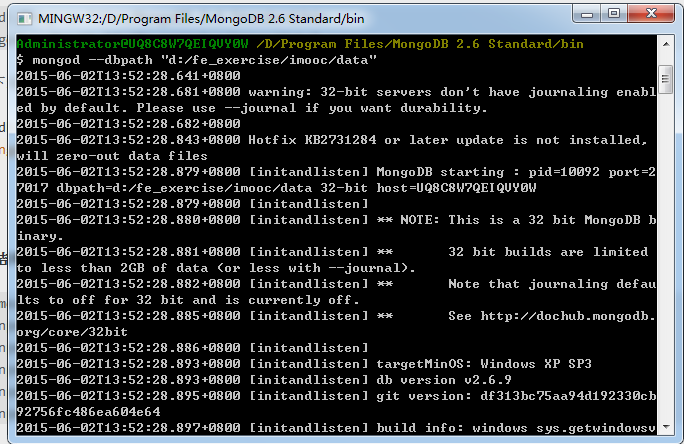 MINGW32:/D/Program Files/MongoDB 2.6 Standard/bin
Administrator@UQ8C8W7QEIQVY0W /D/Program Files/MongoDB 2.6 Standard/bin
$ mongod --dbpath "d:/fe_exercise/imooc/data"
2015-06-02T13:52:28.641+0800
2015-06-02T13:52:28.681+0800 warning: 32-bit servers don't have journaling enabl
ed by default. Please use --journal if you want durability.
2015-06-02T13:52:28.682+0800
2015-06-02T13:52:28.843+0800 Hotfix KB2731284 or later update is not installed,
will zero-out data files
2015-06-02T13:52:28.879+0800 [initandlisten] MongoDB starting : pid=10092 port=2
7017 dbpath=d:/fe_exercise/imooc/data 32-bit host=UQ8C8W7QEIQVY0W
2015-06-02T13:52:28.879+0800 [initandlisten]
2015-06-02T13:52:28.880+0800 [initandlisten] ** NOTE: This is a 32 bit MongoDB b
inary.
2015-06-02T13:52:28.881+0800 [initandlisten] **       32 bit builds are limited
to less than 2GB of data (or less with --journal).
2015-06-02T13:52:28.882+0800 [initandlisten] **       Note that journaling defau
lts to off for 32 bit and is currently off.
2015-06-02T13:52:28.885+0800 [initandlisten] **       See http://dochub.mongodb.
org/core/32bit
2015-06-02T13:52:28.886+0800 [initandlisten]
2015-06-02T13:52:28.893+0800 [initandlisten] targetMinOS: Windows XP SP3
2015-06-02T13:52:28.893+0800 [initandlisten] db version v2.6.9
2015-06-02T13:52:28.895+0800 [initandlisten] git version: df313bc75aa94d192330cb
92756fc486ea604e64
2015-06-02T13:52:28.897+0800 [initandlisten] build info: windows sys.getwindowsv